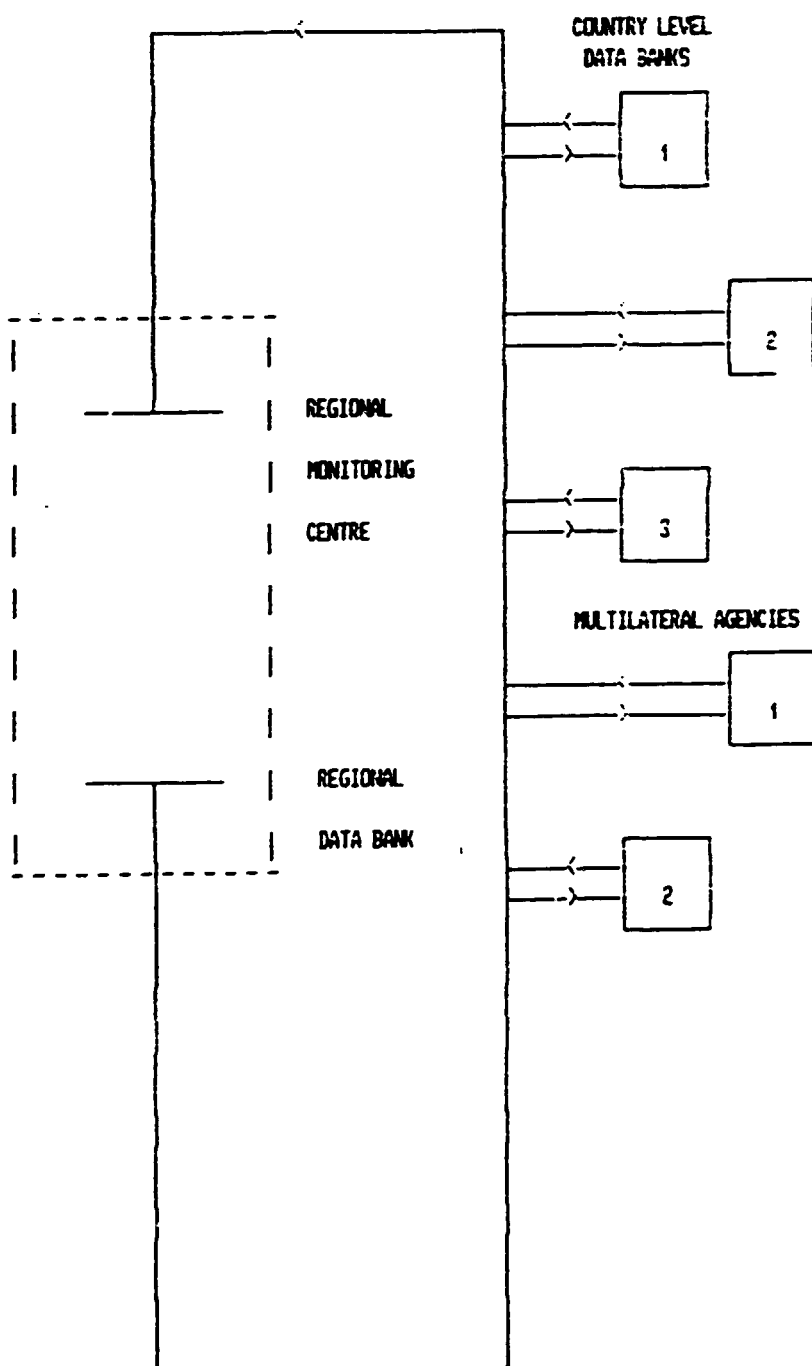 COUNTRY LEVEL
DATA BANKS
1
2
REGIONAL
MONITORING
CENTRE
3
MULTILATERAL AGENCIES
1
REGIONAL
DATA BANK
2